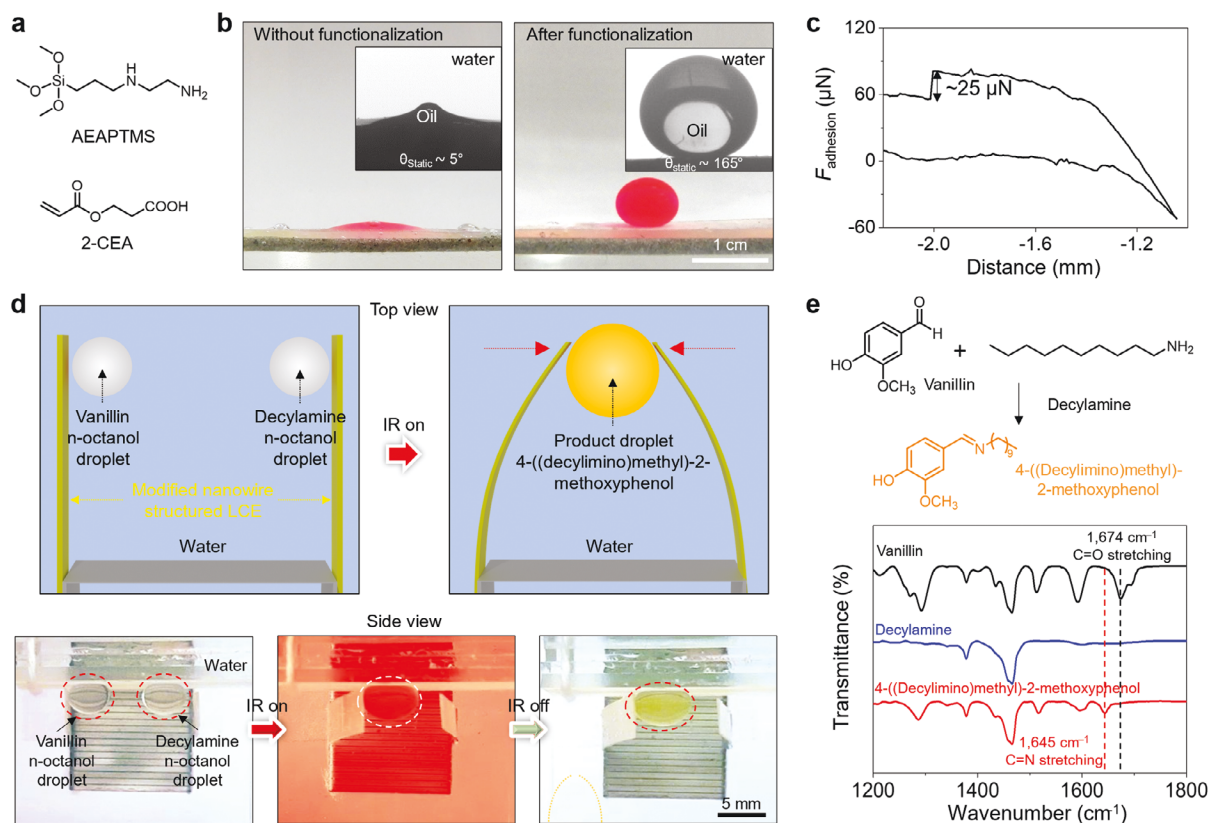 a
Si
O
O
O
H
N
NH2
AEAPTMS
O
O
COOH
2-CEA
b
Without functionalization
water
Oil
θStatic ~ 5°
After functionalization
water
Oil
θstatic ~ 165°
1 cm
c
Fadhesion (µN)
120
60
0
-60
~25 µN
-2.0
-1.6
-1.2
Distance (mm)
d
Top view
Vanillin
n-octanol
droplet
Decylamine
n-octanol
droplet
Modified nanowire
structured LCE
Water
IR on
Product droplet
4-((decylimino)methyl)-2-
methoxyphenol
Water
Side view
Water
Vanillin
n-octanol
droplet
Decylamine
n-octanol
droplet
IR on
IR off
5 mm
e
O
H
HO
OCH3
Vanillin
+
NH2
Decylamine
N
9
HO
OCH3
4-((Decylimino)methyl)-
2-methoxyphenol
1,674 cm−1
C=O stretching
Vanillin
Decylamine
4-((Decylimino)methyl)-2-methoxyphenol
1,645 cm−1
C=N stretching
Transmittance (%)
1200
1400
1600
1800
Wavenumber (cm-1)